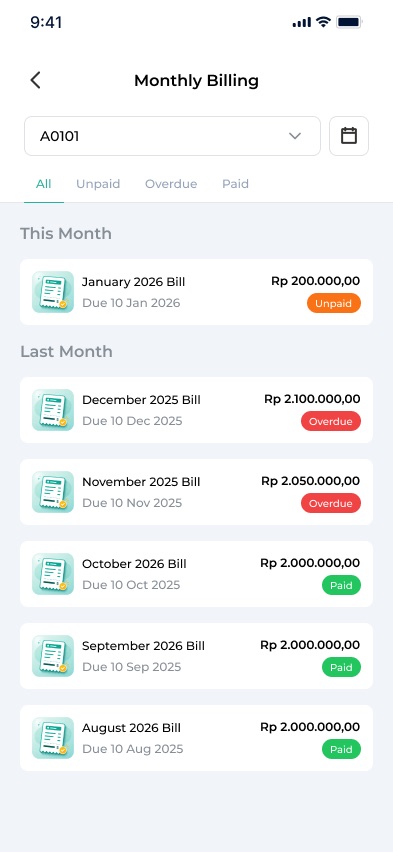 9:41
Monthly Billing
A0101
All Unpaid Overdue Paid
This Month
January 2026 Bill Rp 200.000,00
Due 10 Jan 2026 Unpaid
Last Month
December 2025 Bill Rp 2.100.000,00
Due 10 Dec 2025 Overdue
November 2025 Bill Rp 2.050.000,00
Due 10 Nov 2025 Overdue
October 2026 Bill Rp 2.000.000,00
Due 10 Oct 2025 Paid
September 2026 Bill Rp 2.000.000,00
Due 10 Sep 2025 Paid
August 2026 Bill Rp 2.000.000,00
Due 10 Aug 2025 Paid